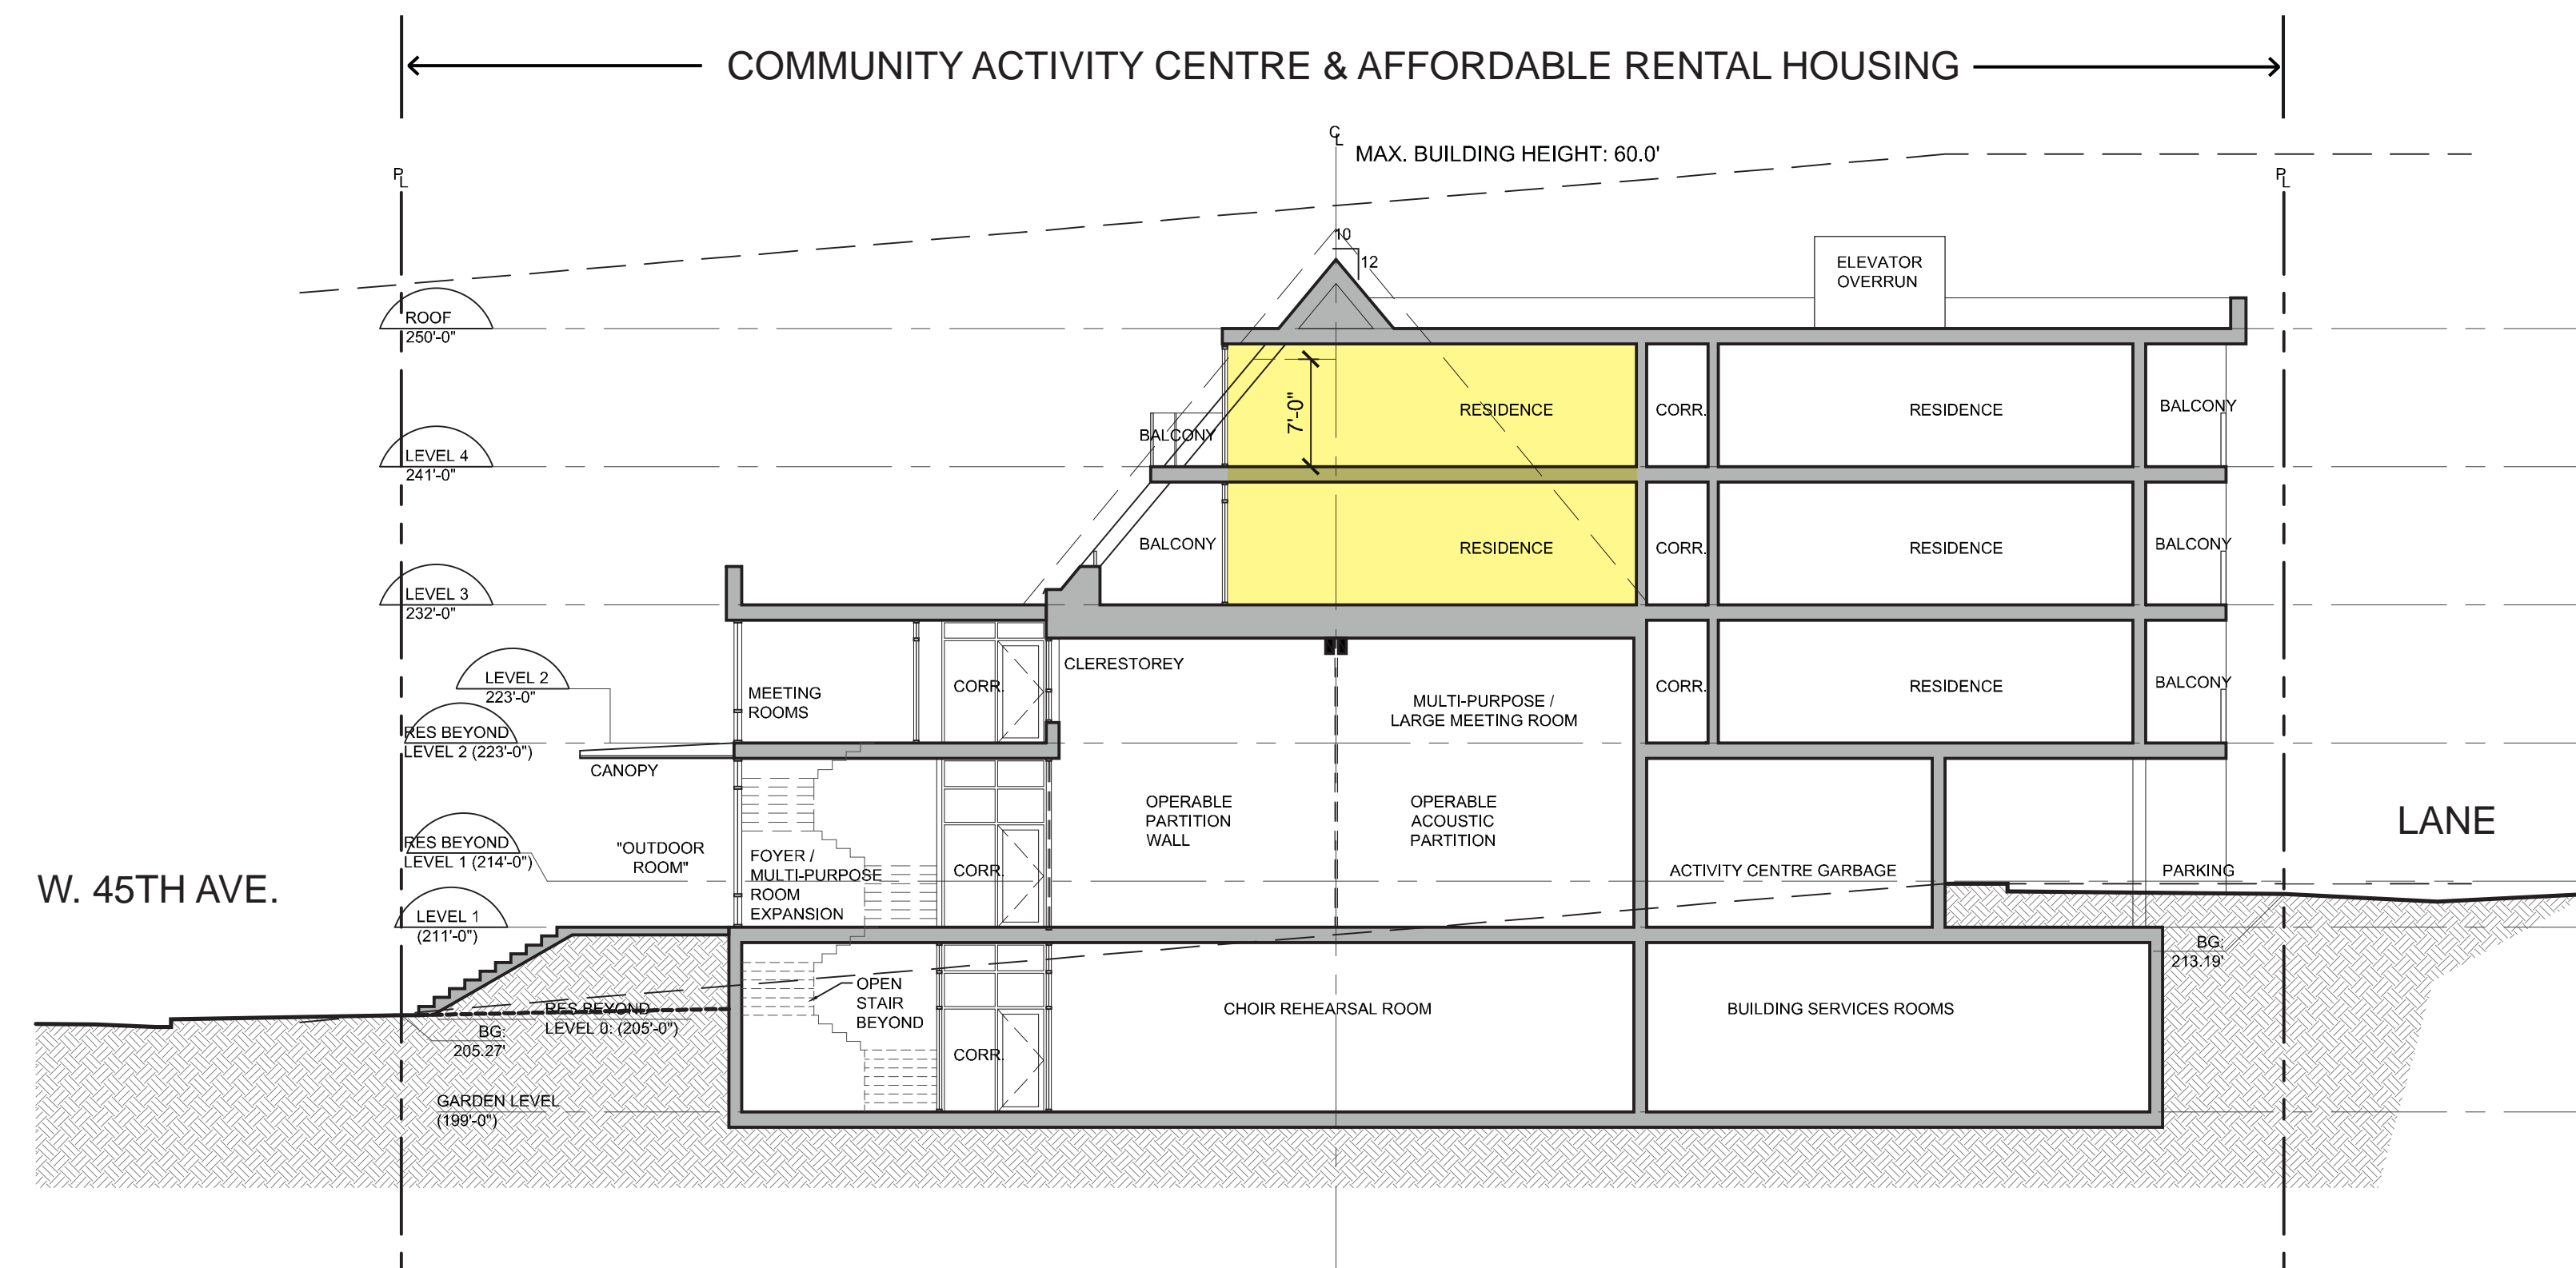 COMMUNITY ACTIVITY CENTRE & AFFORDABLE RENTAL HOUSING
CL
MAX. BUILDING HEIGHT: 60.0'
PL
PL
10
12
ELEVATOR
OVERRUN
ROOF
250'-0"
7'-0"
RESIDENCE
CORR.
RESIDENCE
BALCONY
BALCONY
LEVEL 4
241'-0"
BALCONY
RESIDENCE
CORR.
RESIDENCE
BALCONY
LEVEL 3
232'-0"
CLERESTOREY
LEVEL 2
223'-0"
MEETING
ROOMS
CORR.
MULTI-PURPOSE /
LARGE MEETING ROOM
CORR.
RESIDENCE
BALCONY
RES BEYOND
LEVEL 2 (223'-0")
CANOPY
OPERABLE
PARTITION
WALL
OPERABLE
ACOUSTIC
PARTITION
LANE
RES BEYOND
LEVEL 1 (214'-0")
"OUTDOOR
ROOM"
FOYER /
MULTI-PURPOSE
ROOM
EXPANSION
CORR.
ACTIVITY CENTRE GARBAGE
PARKING
W. 45TH AVE.
LEVEL 1
(211'-0")
BG:
213.19'
OPEN
STAIR
BEYOND
RES BEYOND
LEVEL 0: (205'-0")
CHOIR REHEARSAL ROOM
BUILDING SERVICES ROOMS
BG:
205.27'
CORR.
GARDEN LEVEL
(199'-0")